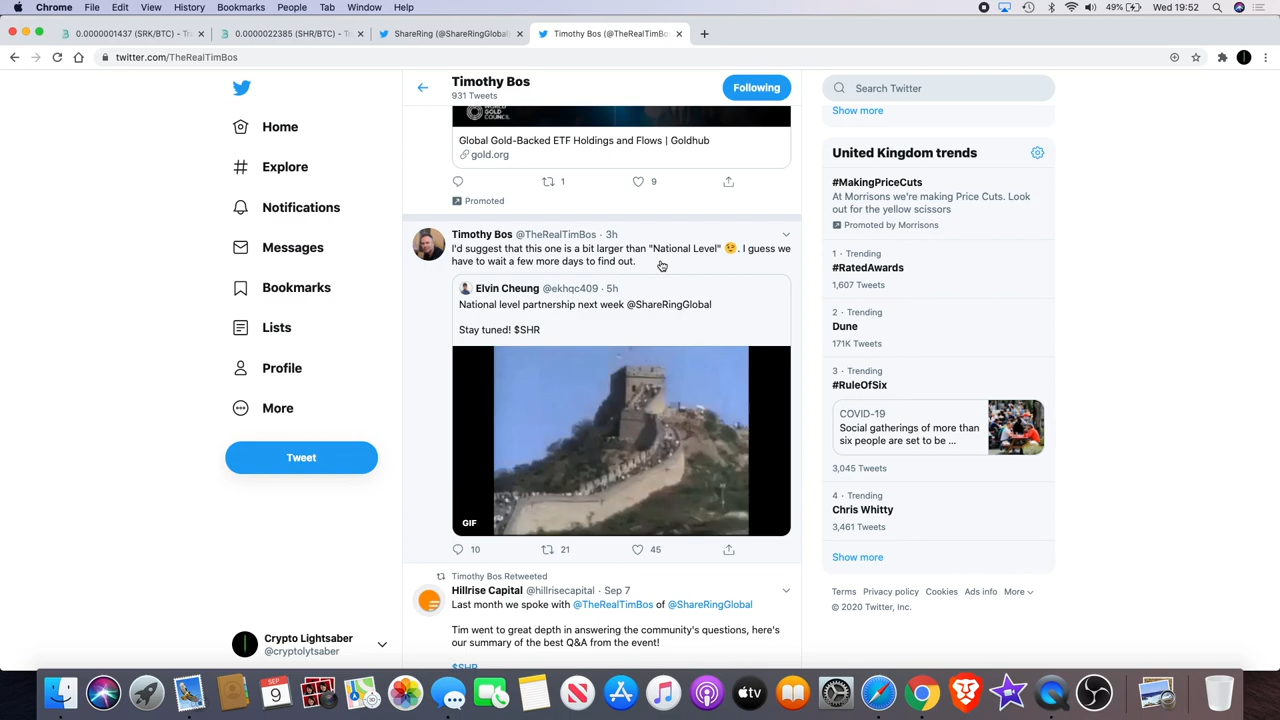 Chrome File Edit View History Bookmarks People Tab Window Help 49% Wed 19:52
0.0000001437 (SRK/BTC) - Tra
0.0000022385 (SHR/BTC) - T
ShareRing (@ShareRingGlobal)
Timothy Bos (@TheRealTimBo
twitter.com/TheRealTimBos
Home
Explore
Notifications
Messages
Bookmarks
Lists
Profile
More
Tweet
Crypto Lightsaber
@cryptolytsaber
Timothy Bos
931 Tweets
Following
WORLD
GOLD
COUNCIL
Global Gold-Backed ETF Holdings and Flows | Goldhub
gold.org
1 9
Promoted
Timothy Bos @TheRealTimBos · 3h
I'd suggest that this one is a bit larger than "National Level" 😉. I guess we
have to wait a few more days to find out.
Elvin Cheung @ekhqc409 · 5h
National level partnership next week @ShareRingGlobal
Stay tuned! $SHR
GIF
10 21 45
Timothy Bos Retweeted
Hillrise Capital @hillrisecapital · Sep 7
Last month we spoke with @TheRealTimBos of @ShareRingGlobal
Tim went to great depth in answering the community's questions, here's
our summary of the best Q&A from the event!
$SHR
Search Twitter
Show more
United Kingdom trends
#MakingPriceCuts
At Morrisons we're making Price Cuts. Look
out for the yellow scissors
Promoted by Morrisons
1 · Trending
#RatedAwards
1,607 Tweets
2 · Trending
Dune
171K Tweets
3 · Trending
#RuleOfSix
COVID-19
Social gatherings of more than
six people are set to be ...
3,045 Tweets
4 · Trending
Chris Whitty
3,461 Tweets
Show more
Terms Privacy policy Cookies Ads info More
© 2020 Twitter, Inc.
SEP
9
tv